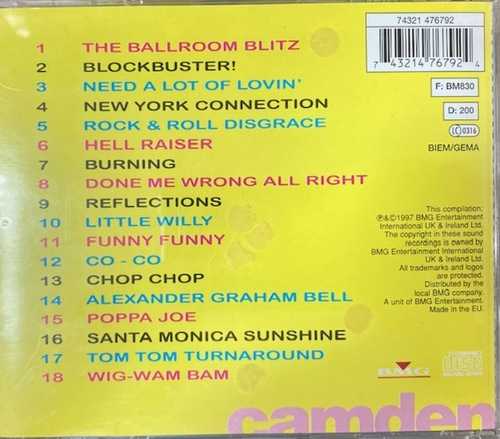 74321 476792
7 43214 76792 4
1 THE BALLROOM BLITZ
2 BLOCKBUSTER!
3 NEED A LOT OF LOVIN'
4 NEW YORK CONNECTION
5 ROCK & ROLL DISGRACE
6 HELL RAISER
7 BURNING
8 DONE ME WRONG ALL RIGHT
9 REFLECTIONS
10 LITTLE WILLY
11 FUNNY FUNNY
12 CO - CO
13 CHOP CHOP
14 ALEXANDER GRAHAM BELL
15 POPPA JOE
16 SANTA MONICA SUNSHINE
17 TOM TOM TURNAROUND
18 WIG-WAM BAM
F: BM830
D: 200
LC 0316
BIEM/GEMA
This compilation;
℗&©1997 BMG Entertainment
International UK & Ireland Ltd.
The copyright in these sound
recordings is owned by
BMG Entertainment International
UK & Ireland Ltd.
All trademarks and logos
are protected.
Distributed by the
local BMG company.
A unit of BMG Entertainment.
Made in the EU.
BMG
disc
camden